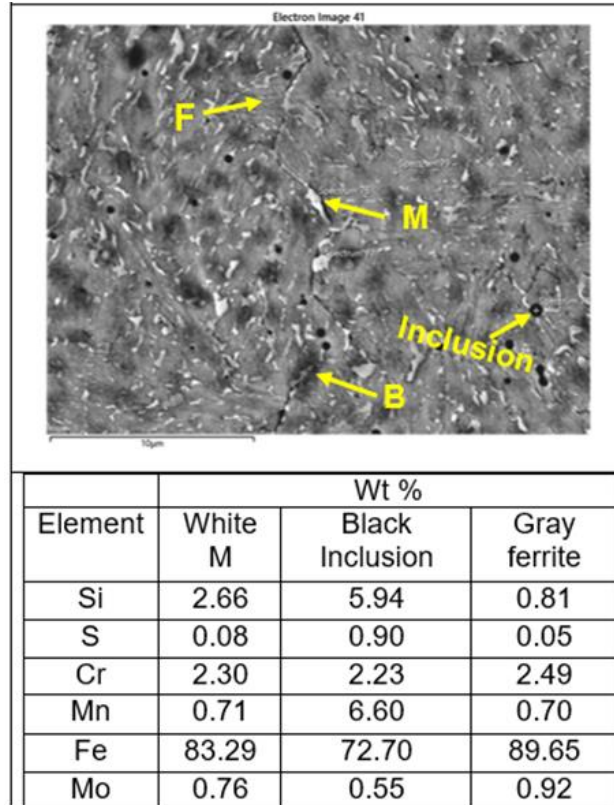 Electron Image 41
F
M
Inclusion
B
10μm
Wt %
Element White M Black Inclusion Gray ferrite
Si 2.66 5.94 0.81
S 0.08 0.90 0.05
Cr 2.30 2.23 2.49
Mn 0.71 6.60 0.70
Fe 83.29 72.70 89.65
Mo 0.76 0.55 0.92